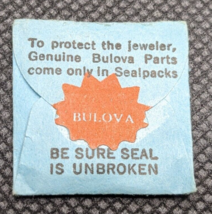 To protect the jeweler,
Genuine Bulova Parts
come only in Sealpacks
BULOVA
BE SURE SEAL
IS UNBROKEN